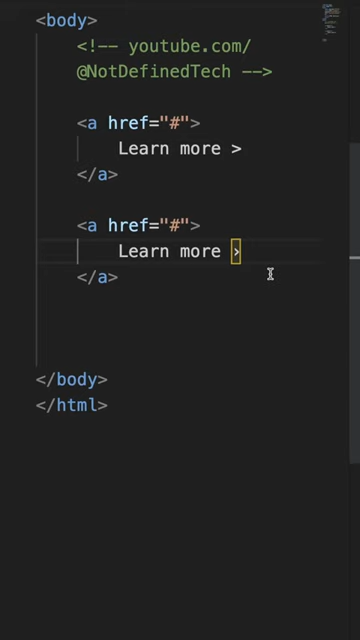 <body>
<!-- youtube.com/
@NotDefinedTech -->
<a href="#">
Learn more >
</a>
<a href="#">
Learn more ›
</a>
</body>
</html>